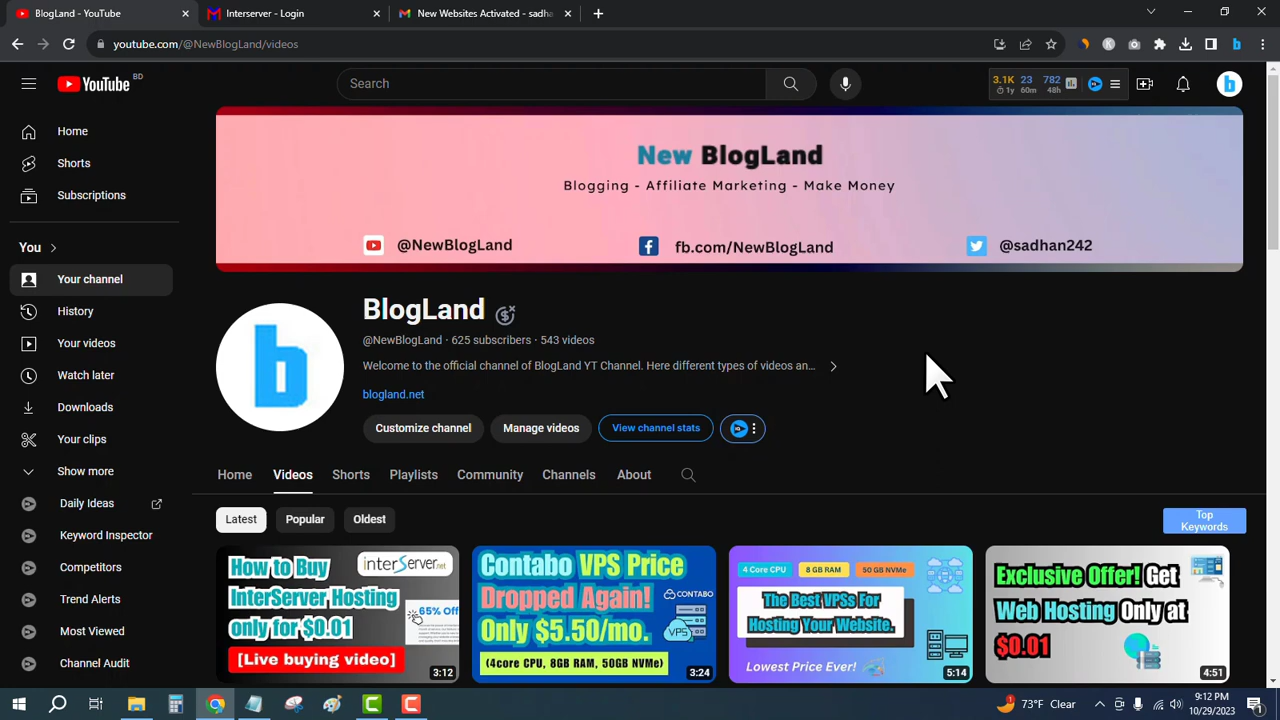 BlogLand - YouTube
Interserver - Login
New Websites Activated - sadha
youtube.com/@NewBlogLand/videos
YouTube BD
Search
3.1K 23 782
1y 60m 48h
Home
Shorts
Subscriptions
You
Your channel
History
Your videos
Watch later
Downloads
Your clips
Show more
Daily Ideas
Keyword Inspector
Competitors
Trend Alerts
Most Viewed
Channel Audit
New BlogLand
Blogging - Affiliate Marketing - Make Money
@NewBlogLand
fb.com/NewBlogLand
@sadhan242
b
BlogLand
@NewBlogLand - 625 subscribers · 543 videos
Welcome to the official channel of BlogLand YT Channel. Here different types of videos an...
blogland.net
Customize channel
Manage videos
View channel stats
Home
Videos
Shorts
Playlists
Community
Channels
About
Latest
Popular
Oldest
Top
Keywords
How to Buy
InterServer Hosting
only for $0.01
[Live buying video]
interServer.net
65% Off
3:12
Contabo VPS Price
Dropped Again!
Only $5.50/mo.
(4core CPU, 8GB RAM, 50GB NVMe)
CONTABO
VPS
3:24
4 Core CPU
8 GB RAM
50 GB NVMe
The Best VPSs For
Hosting Your Website.
Lowest Price Ever!
5:14
Exclusive Offer! Get
Web Hosting Only at
$0.01
4:51
73°F Clear
9:12 PM
10/29/2023